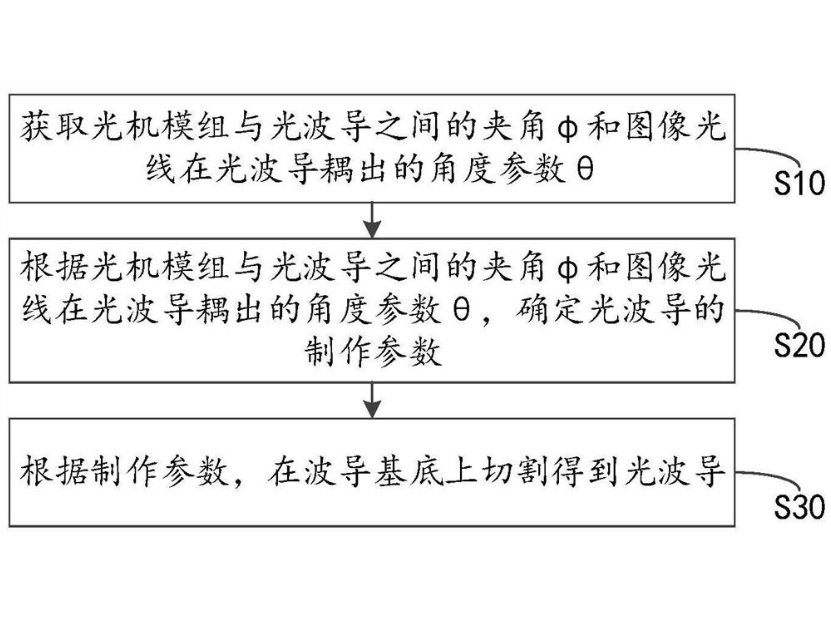 获取光机模组与光波导之间的夹角φ和图像光
线在光波导耦出的角度参数θ
S10
根据光机模组与光波导之间的夹角φ和图像光
线在光波导耦出的角度参数θ，确定光波导的
制作参数
S20
根据制作参数，在波导基底上切割得到光波导
S30